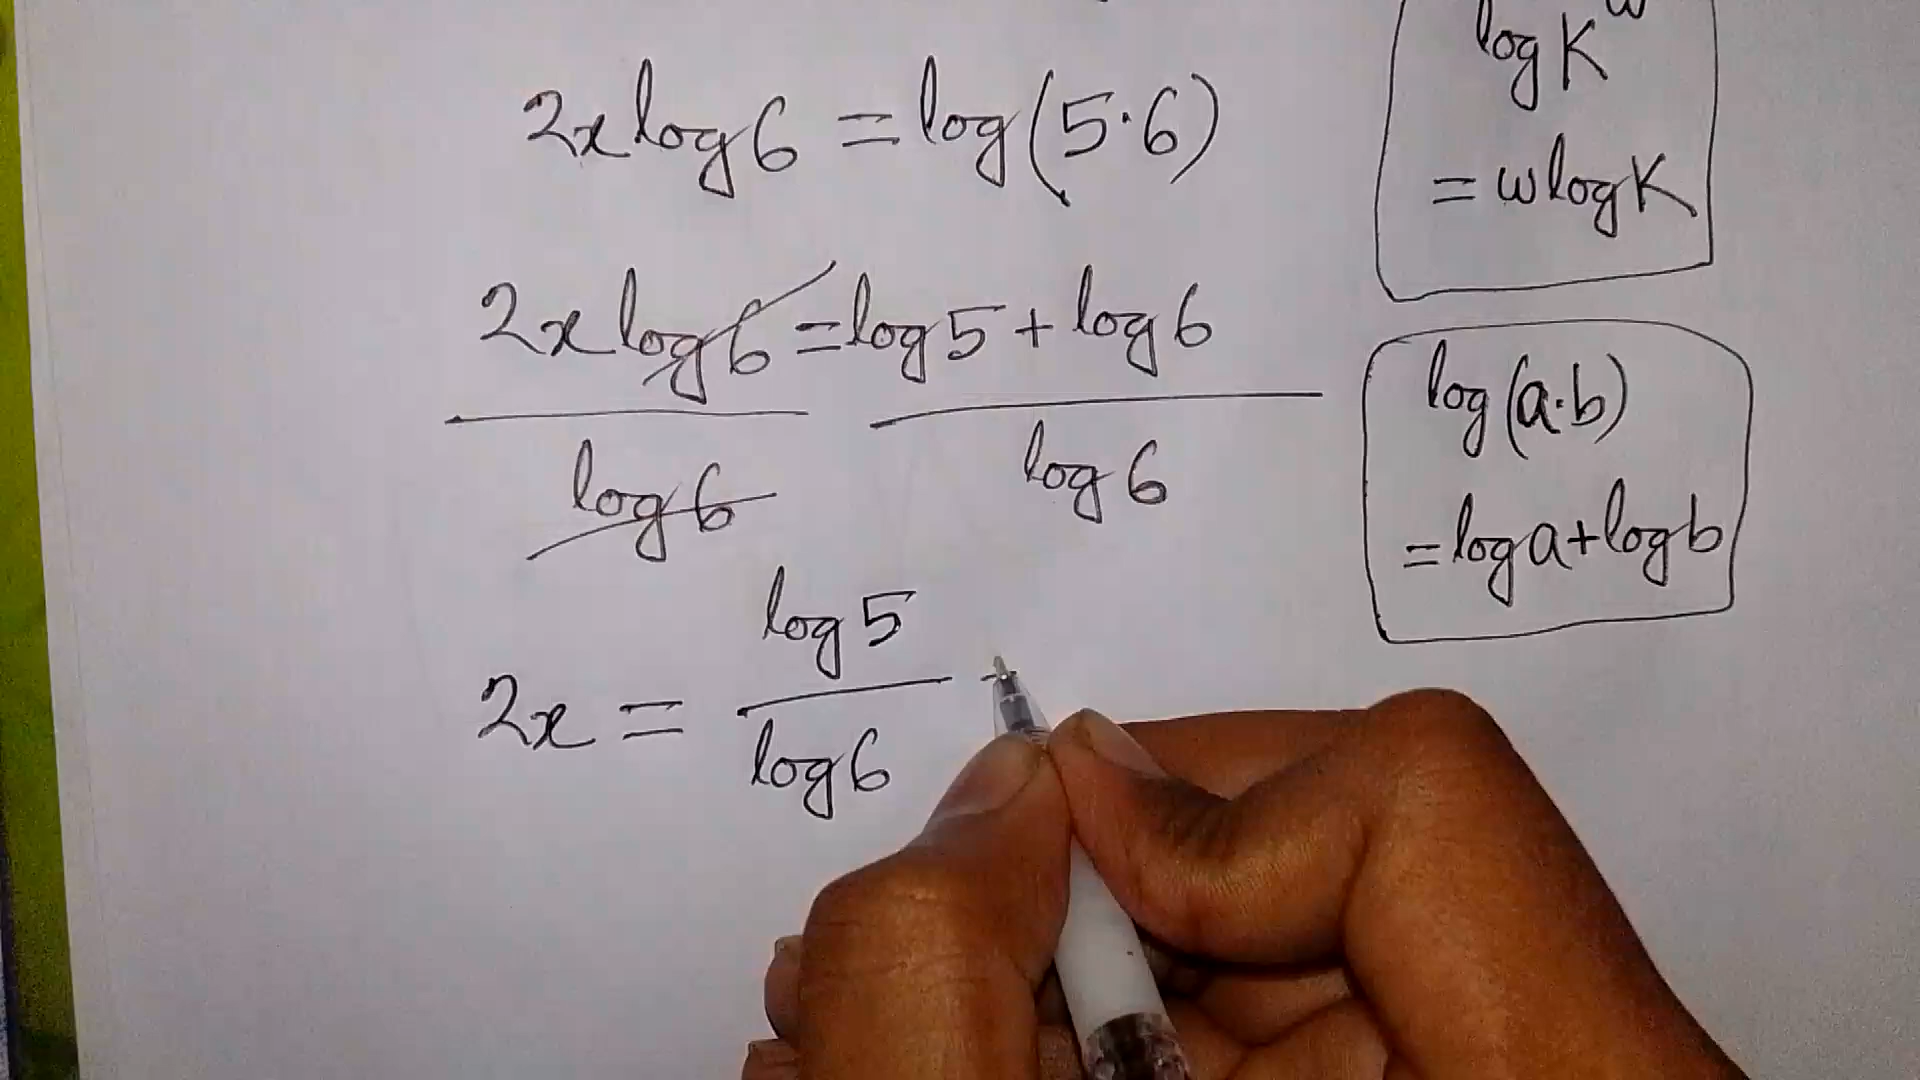 2x log 6 = log(5·6)
2x log 6 = log 5 + log 6
log 6 log 6
2x = log 5
log 6
log K^w
= w log K
log (a·b)
= log a + log b